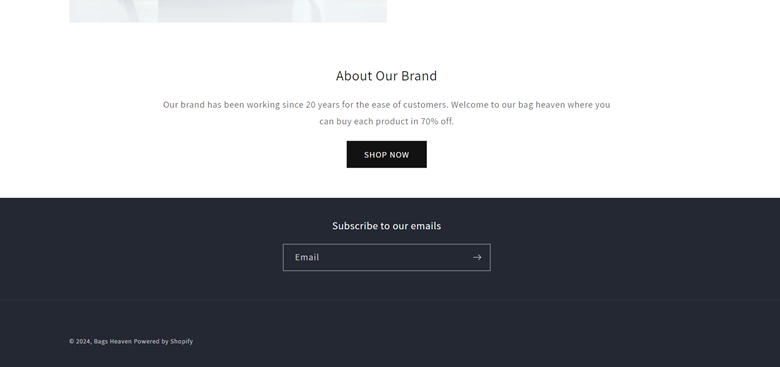 About Our Brand
Our brand has been working since 20 years for the ease of customers. Welcome to our bag heaven where you
can buy each product in 70% off.
SHOP NOW
Subscribe to our emails
Email
© 2024, Bags Heaven Powered by Shopify